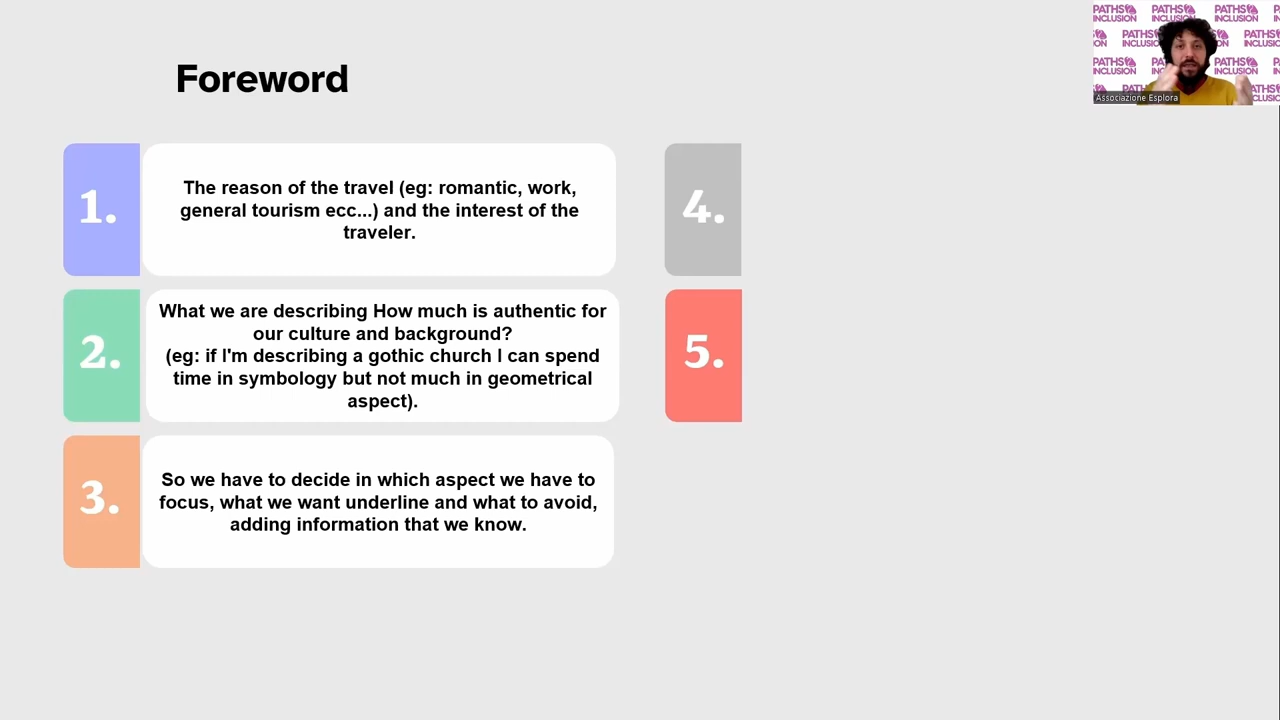 Foreword
1.
The reason of the travel (eg: romantic, work,
general tourism ecc...) and the interest of the
traveler.
2.
What we are describing How much is authentic for
our culture and background?
(eg: if I'm describing a gothic church I can spend
time in symbology but not much in geometrical
aspect).
3.
So we have to decide in which aspect we have to
focus, what we want underline and what to avoid,
adding information that we know.
4.
5.
PATHS
INCLUSION
Associazione Esplora